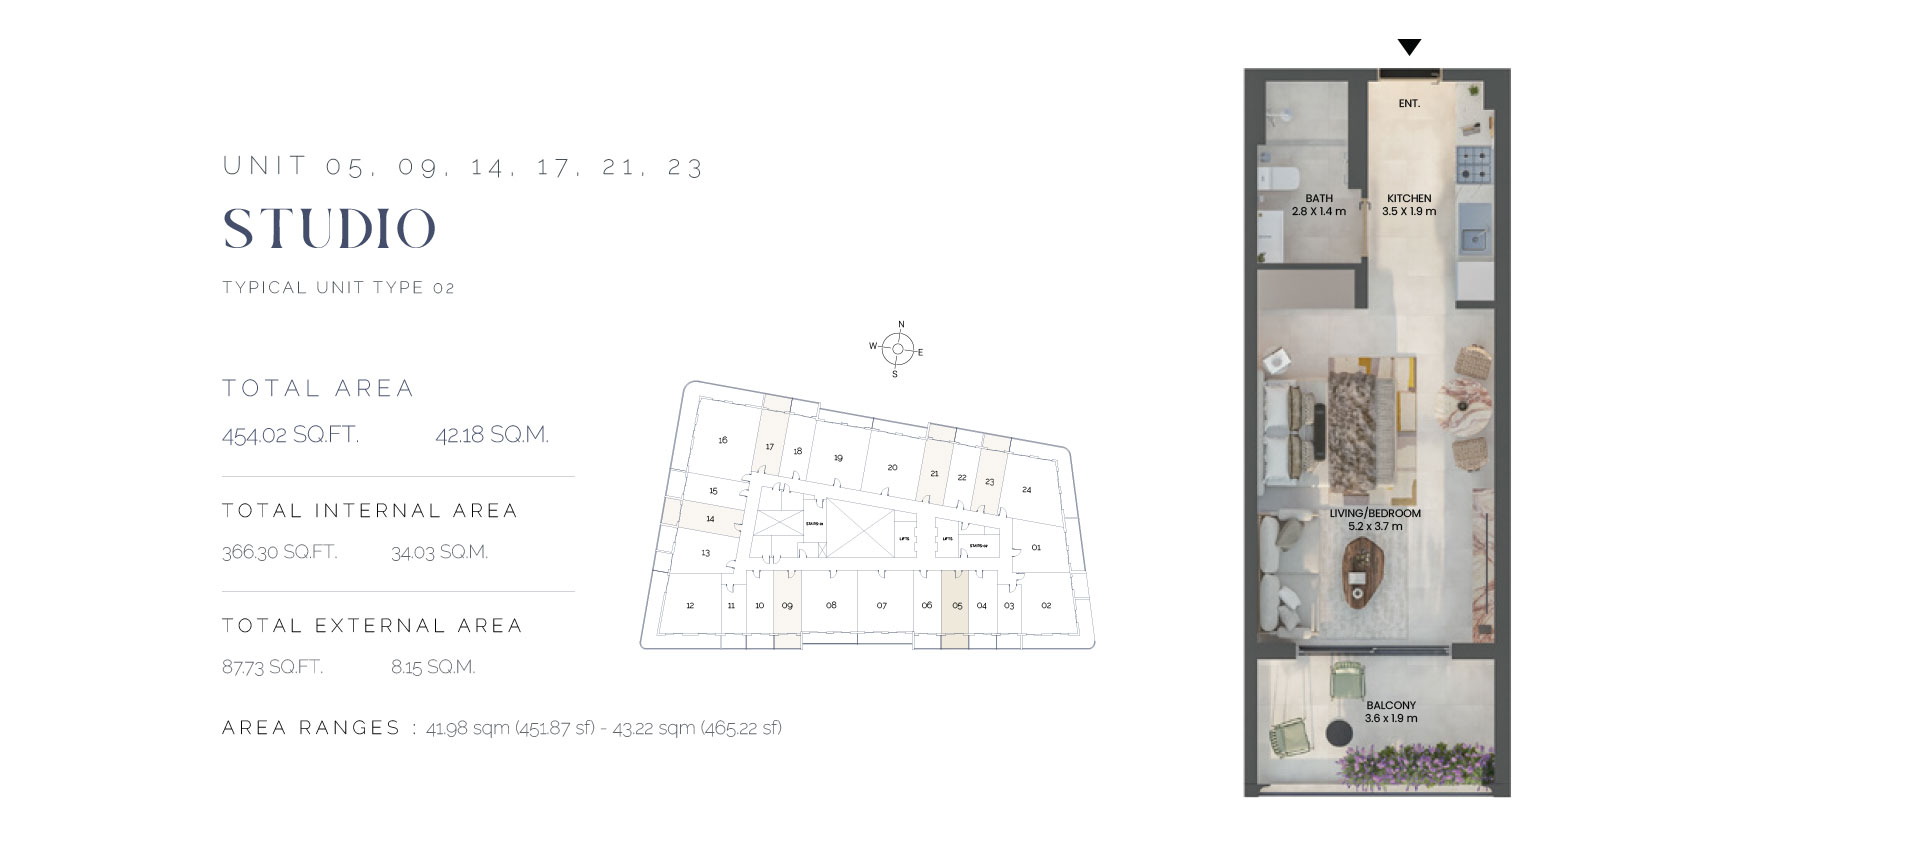 UNIT 05, 09, 14, 17, 21, 23
STUDIO
TYPICAL UNIT TYPE 02
TOTAL AREA
454.02 SQ.FT. 42.18 SQ.M.
TOTAL INTERNAL AREA
366.30 SQ.FT. 34.03 SQ.M.
TOTAL EXTERNAL AREA
87.73 SQ.FT. 8.15 SQ.M.
AREA RANGES : 41.98 sqm (451.87 sf) - 43.22 sqm (465.22 sf)
N
W E
S
16 17 18 19 20 21 22 23 24
15
14
13
STAIRS-01 LIFTS LIFTS STAIRS-02
01
12 11 10 09 08 07 06 05 04 03 02
ENT.
BATH
2.8 X 1.4 m
KITCHEN
3.5 X 1.9 m
LIVING/BEDROOM
5.2 x 3.7 m
BALCONY
3.6 x 1.9 m